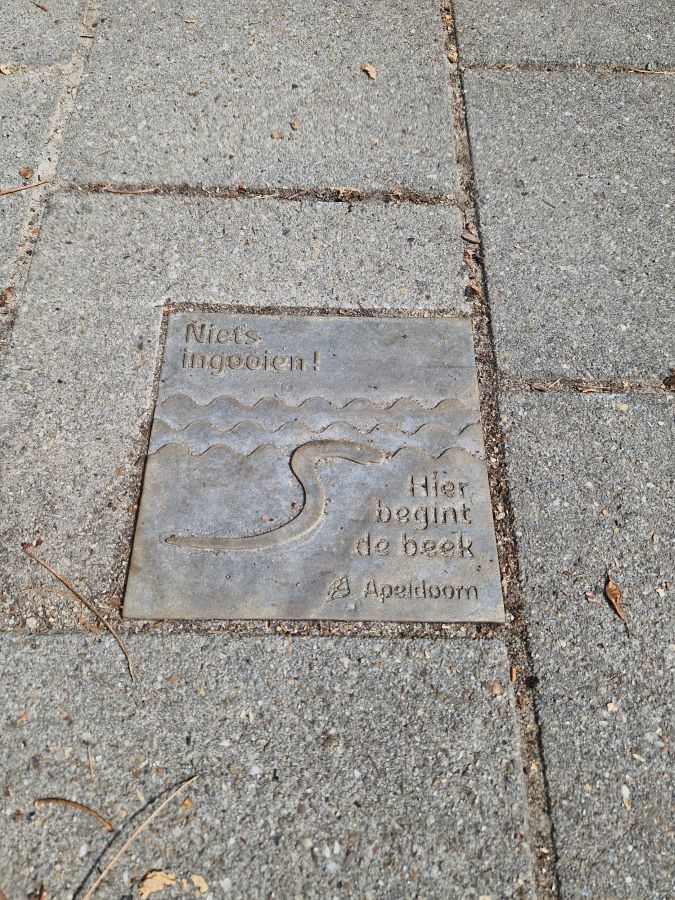 Niets
ingooien!
Hier
begint
de beek
Apeldoorn